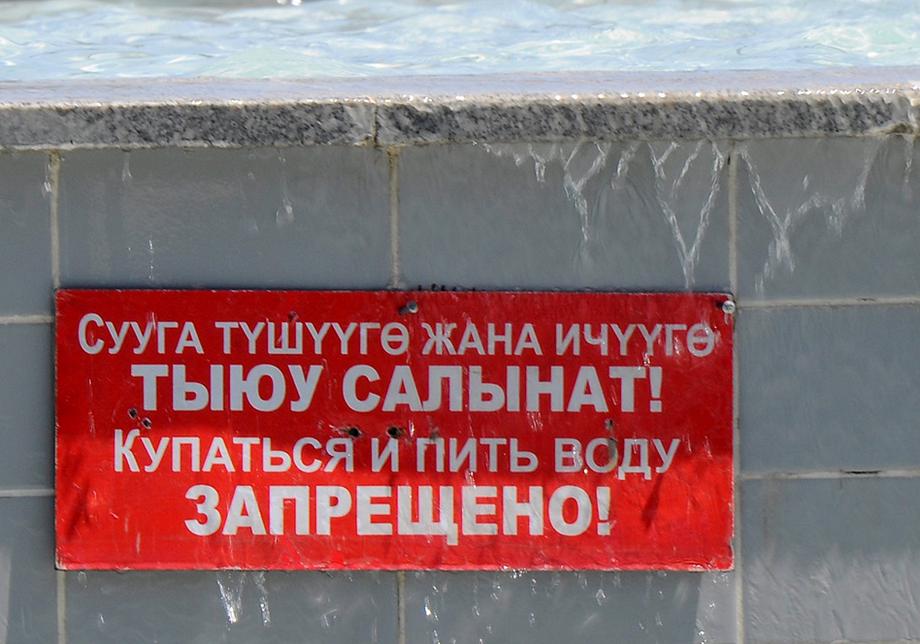 Сууга түшүүгө жана ичүүгө
ТЫЮУ САЛЫНАТ!
Купаться и пить воду
ЗАПРЕЩЕНО!